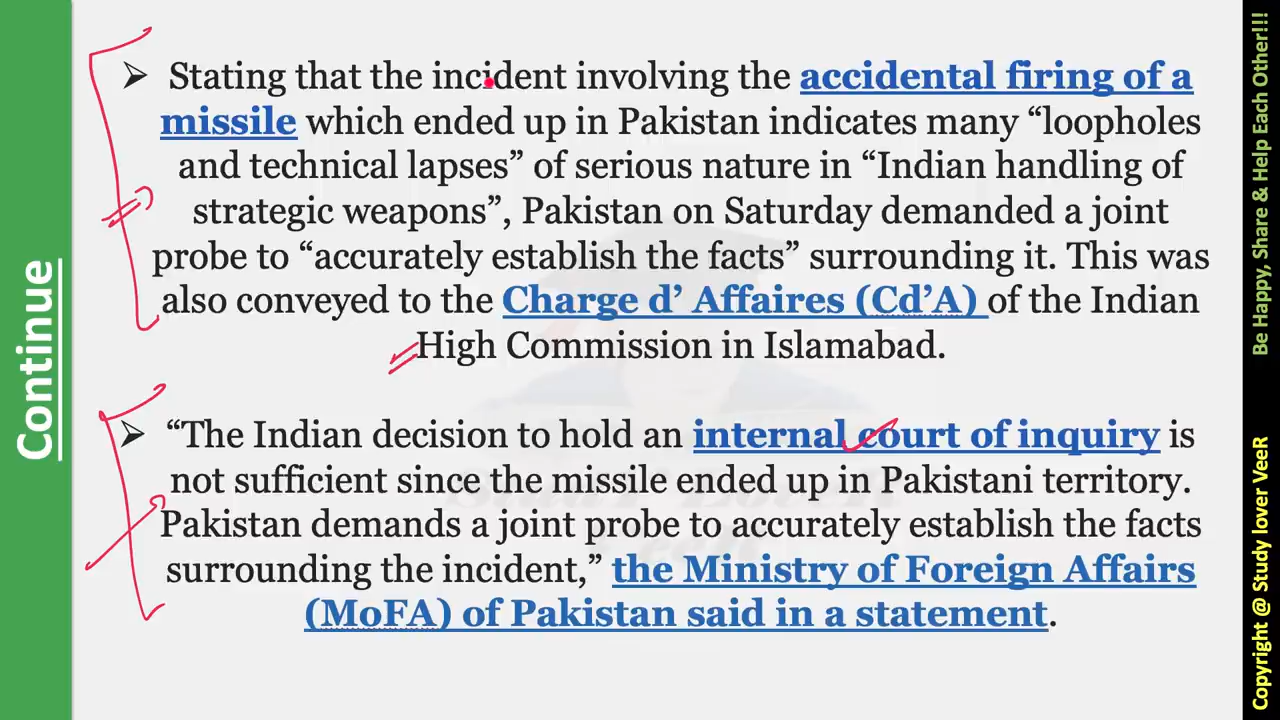 Continue
➢ Stating that the incident involving the accidental firing of a
missile which ended up in Pakistan indicates many “loopholes
and technical lapses” of serious nature in “Indian handling of
strategic weapons”, Pakistan on Saturday demanded a joint
probe to “accurately establish the facts” surrounding it. This was
also conveyed to the Charge d’ Affaires (Cd’A) of the Indian
High Commission in Islamabad.
➢ “The Indian decision to hold an internal court of inquiry is
not sufficient since the missile ended up in Pakistani territory.
Pakistan demands a joint probe to accurately establish the facts
surrounding the incident,” the Ministry of Foreign Affairs
(MoFA) of Pakistan said in a statement.
Be Happy, Share & Help Each Other!!!
Copyright @ Study lover VeeR